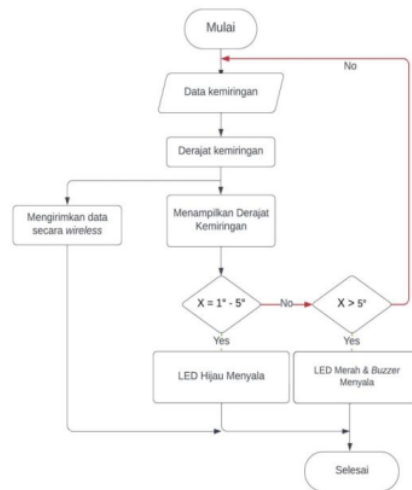 Mulai
No
Data kemiringan
Derajat kemiringan
Mengirimkan data
secara wireless
Menampilkan Derajat
Kemiringan
X = 1° - 5°
No
X > 5°
Yes
Yes
LED Hijau Menyala
LED Merah & Buzzer
Menyala
Selesai